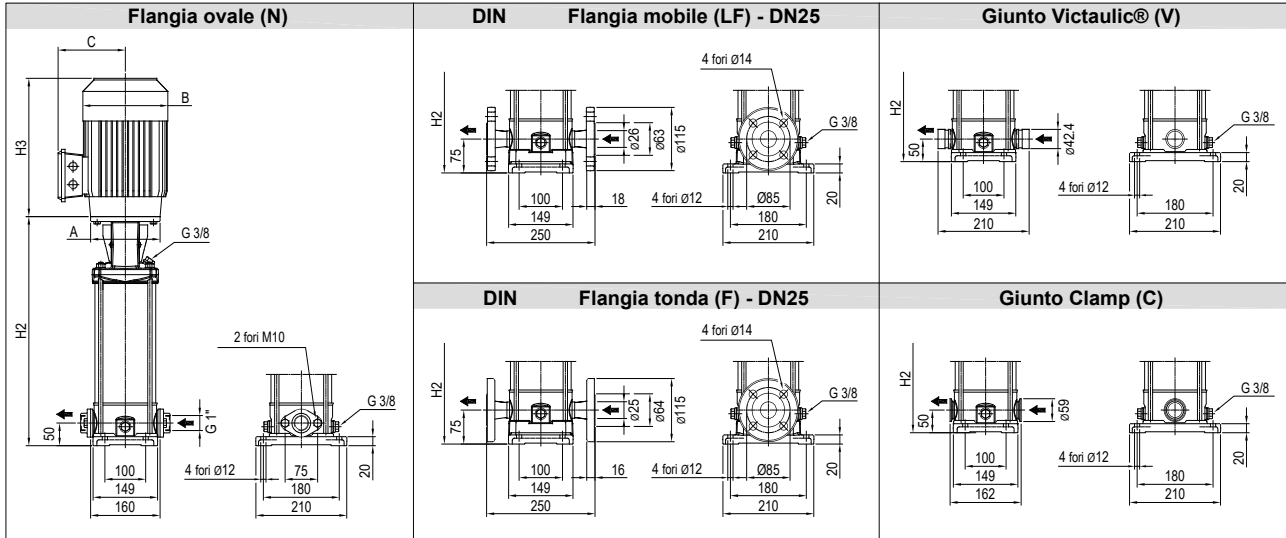 Flangia ovale (N)
C
B
H3
A
G 3/8
H2
2 fori M10
G 3/8
50
G 1"
100
149
160
4 fori Ø12
75
180
210
20
DIN Flangia mobile (LF) - DN25
4 fori Ø14
H2
75
ø26
ø63
ø115
G 3/8
100
18
149
250
4 fori Ø12
Ø85
180
210
20
DIN Flangia tonda (F) - DN25
4 fori Ø14
H2
75
ø25
ø64
ø115
G 3/8
100
16
149
250
4 fori Ø12
Ø85
180
210
20
Giunto Victaulic® (V)
H2
50
ø42.4
G 3/8
100
149
210
4 fori Ø12
180
210
20
Giunto Clamp (C)
H2
50
ø59
G 3/8
100
149
162
4 fori Ø12
180
210
20